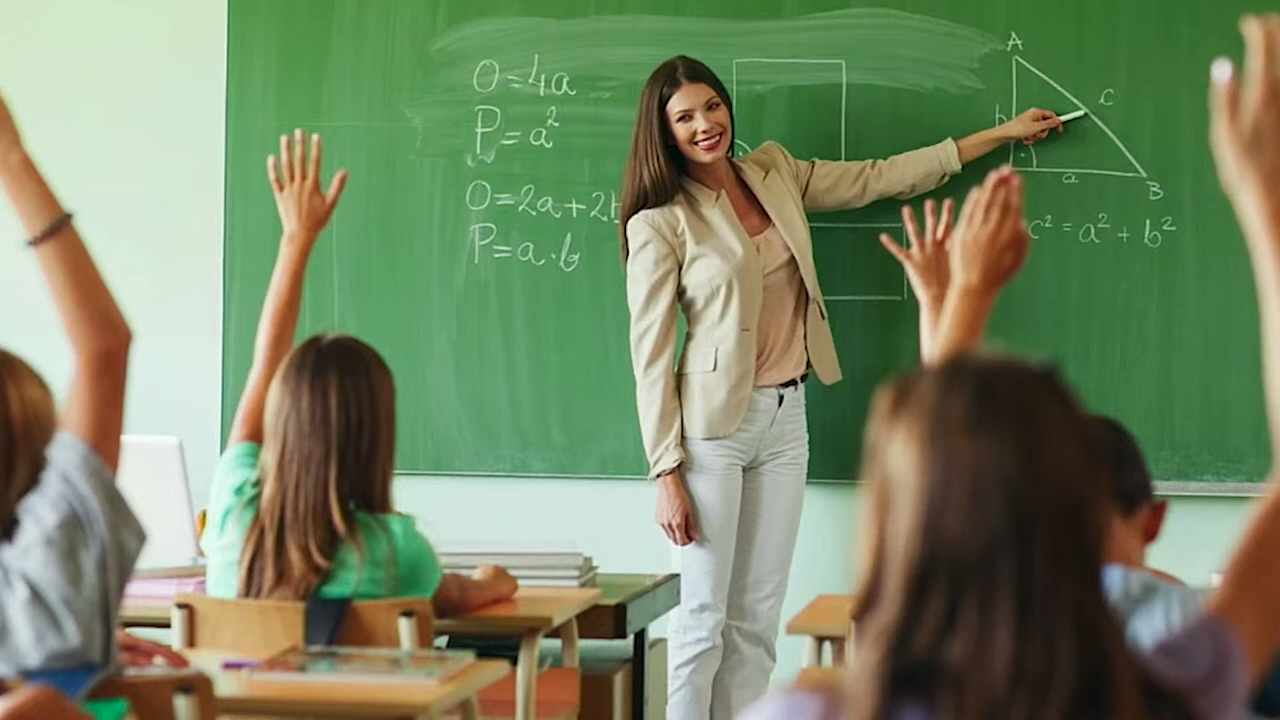 O=4a
P=a²
O=2a+2b
P=a·b
A
c
b
a
B
c²=a²+b²